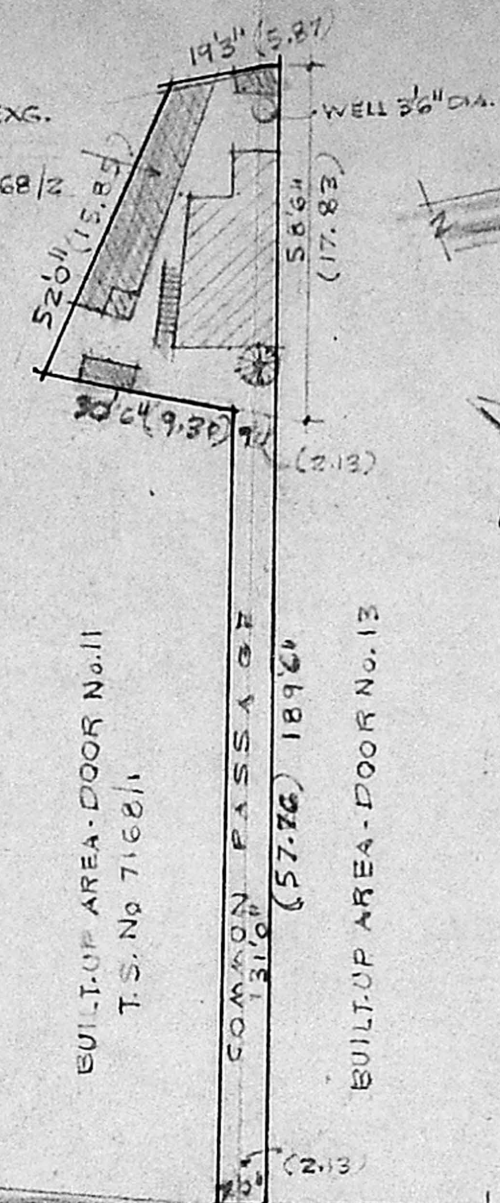 19'3" (5.87)
EXG.
WELL 3'6" DIA.
68/2
52'0" (15.85)
58'6"
(17.83)
N
30'6" (9.30)
(2.13)
BUILT.UP AREA-DOOR No.11
T.S. No 7168/1
COMMON PASSAGE
131'0"
(57.76) 189'6"
BUILT.UP AREA-DOOR No.13
(2.13)